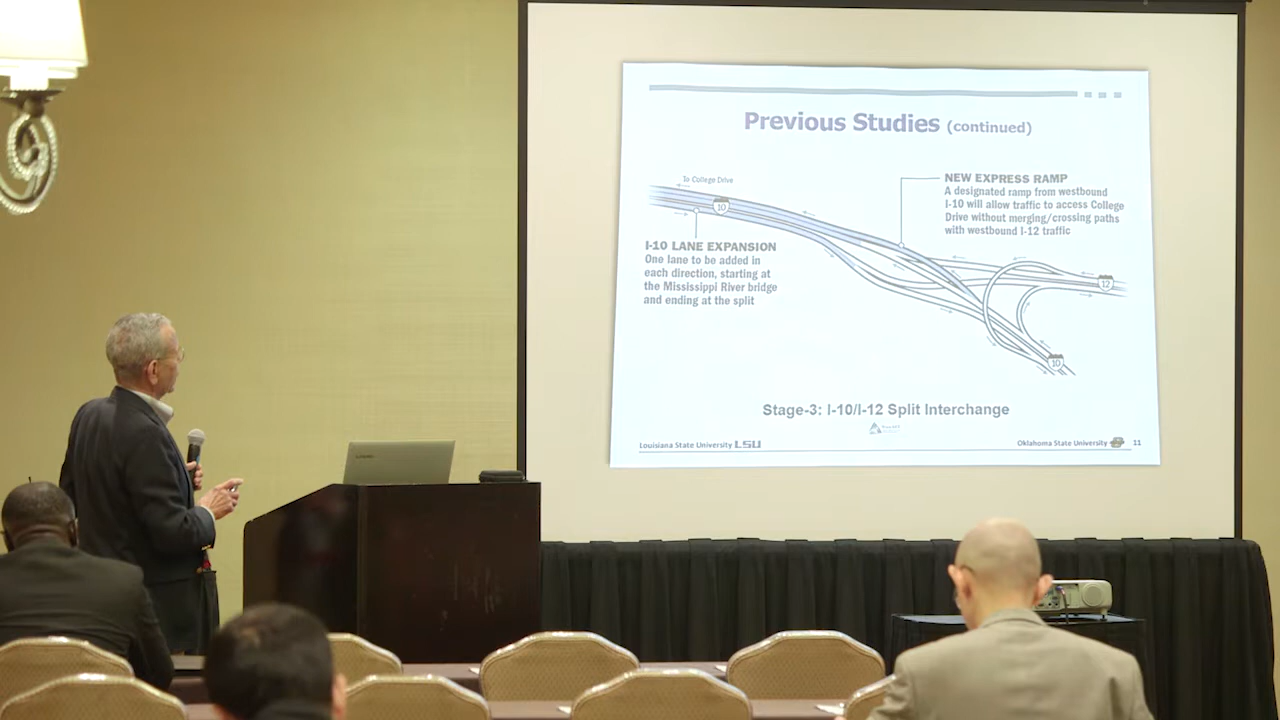 Previous Studies (continued)
To College Drive
10
NEW EXPRESS RAMP
A designated ramp from westbound
I-10 will allow traffic to access College
Drive without merging/crossing paths
with westbound I-12 traffic
I-10 LANE EXPANSION
One lane to be added in
each direction, starting at
the Mississippi River bridge
and ending at the split
12
10
Stage-3: I-10/I-12 Split Interchange
Louisiana State University LSU
Oklahoma State University
11